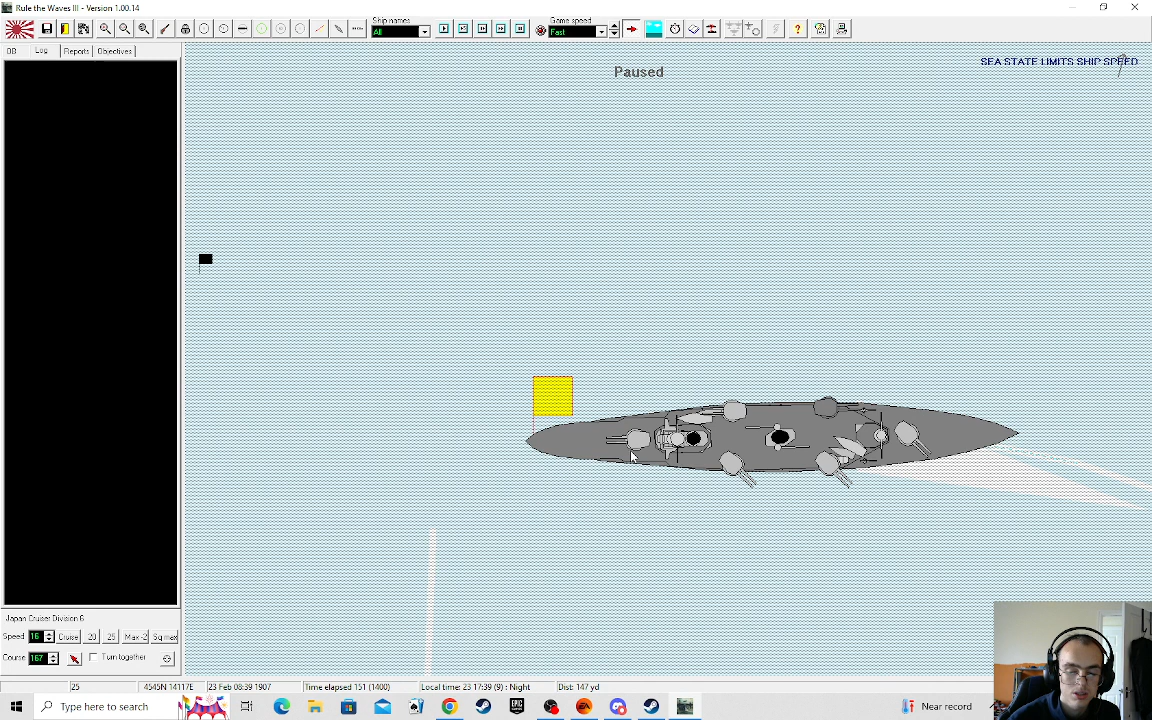 Rule the Waves III - Version 1.00.14
Ship names
All
Game speed
Fast
OB Log Reports Objectives
SEA STATE LIMITS SHIP SPEED
Paused
Japan Cruiser Division 6
Speed 16 Cruise 20 25 Max -2 Sq max
Course 167 Turn together
25 4545N 14117E 23 Feb 08:39 1907 Time elapsed 151 (1400) Local time: 23 17:39 (9) : Night Dist: 147 yd
Type here to search
EPIC
Near record